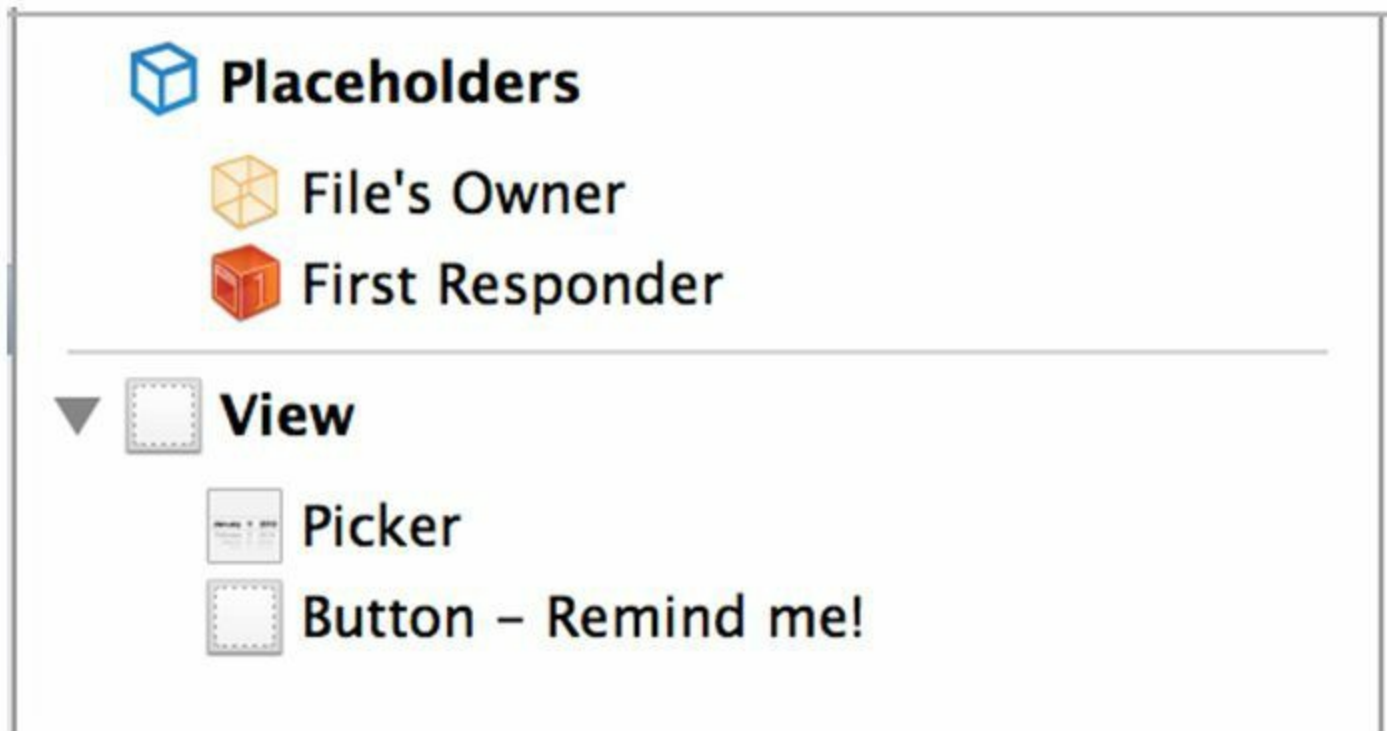 Placeholders
File's Owner
First Responder
View
Picker
Button – Remind me!